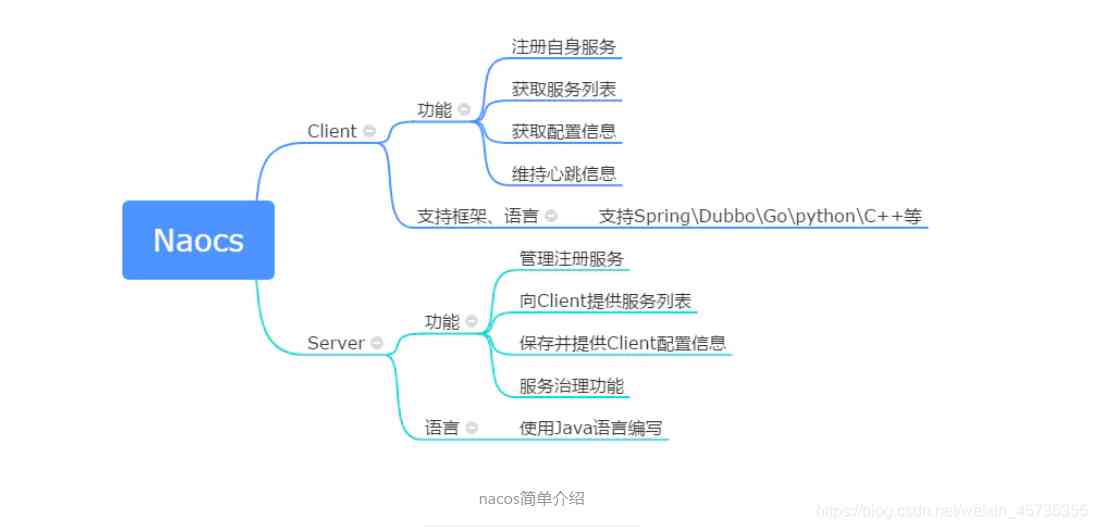 Naocs
Client
功能
注册自身服务
获取服务列表
获取配置信息
维持心跳信息
支持框架、语言
支持Spring\Dubbo\Go\python\C++等
Server
功能
管理注册服务
向Client提供服务列表
保存并提供Client配置信息
服务治理功能
语言
使用Java语言编写
nacos简单介绍
https://blog.csdn.net/weixin_45735355